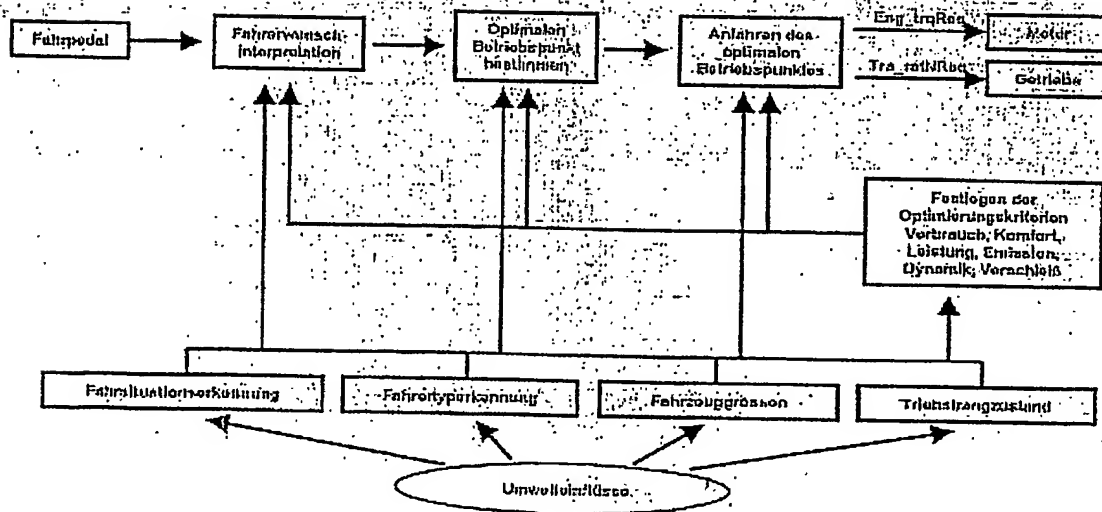 Fahrpedal
Fahrerwunsch-
interpretation
Optimalen
Betriebspunkt
bestimmen
Anfahren des
optimalen
Betriebspunktes
Eng_trqReq
Motor
Tra_ratNReq
Getriebe
Festlegen der
Optimierungskriterien
Verbrauch, Komfort,
Leistung, Emission,
Dynamik, Verschleiß
Fahrsituationserkennung
Fahrertyperkennung
Fahrzeuggrössen
Triebstrangzustand
Umwelteinflüsse